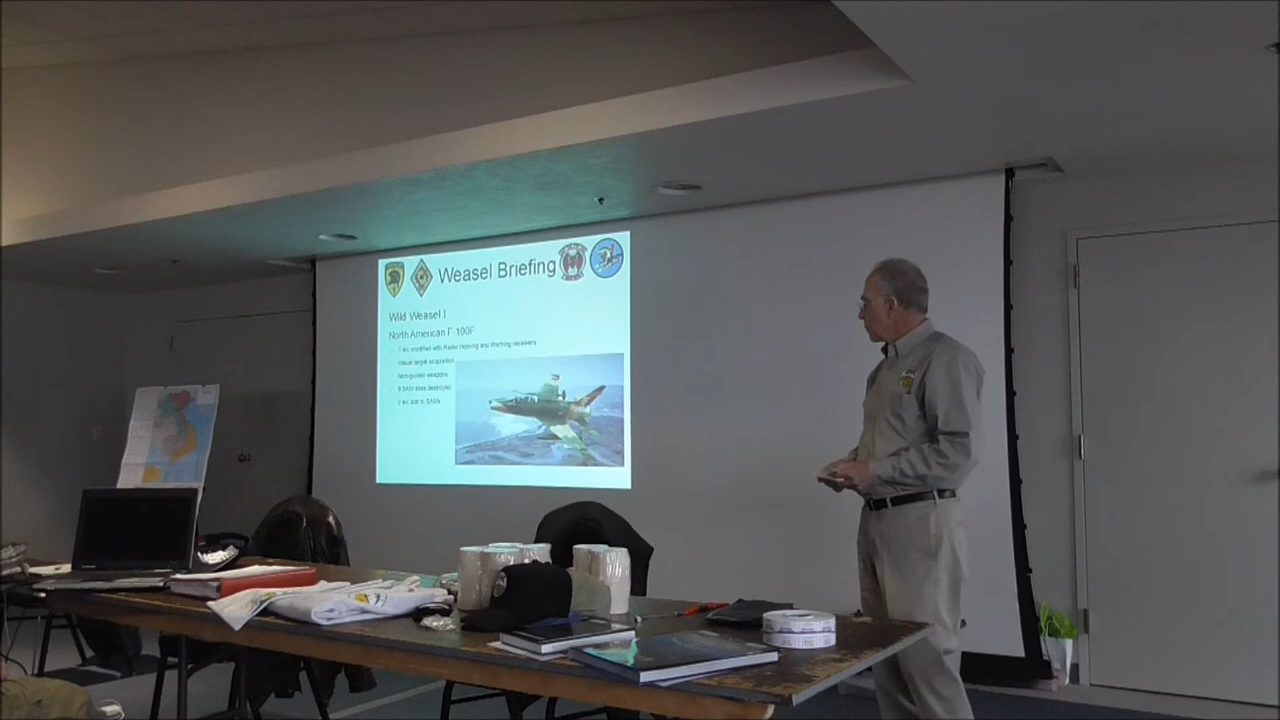 Weasel Briefing
Wild Weasel I
North American F-100F
7 a/c modified with Radar Homing and Warning receivers
Visual target acquisition
Non-guided weapons
9 SAM sites destroyed
2 a/c lost to SAMs